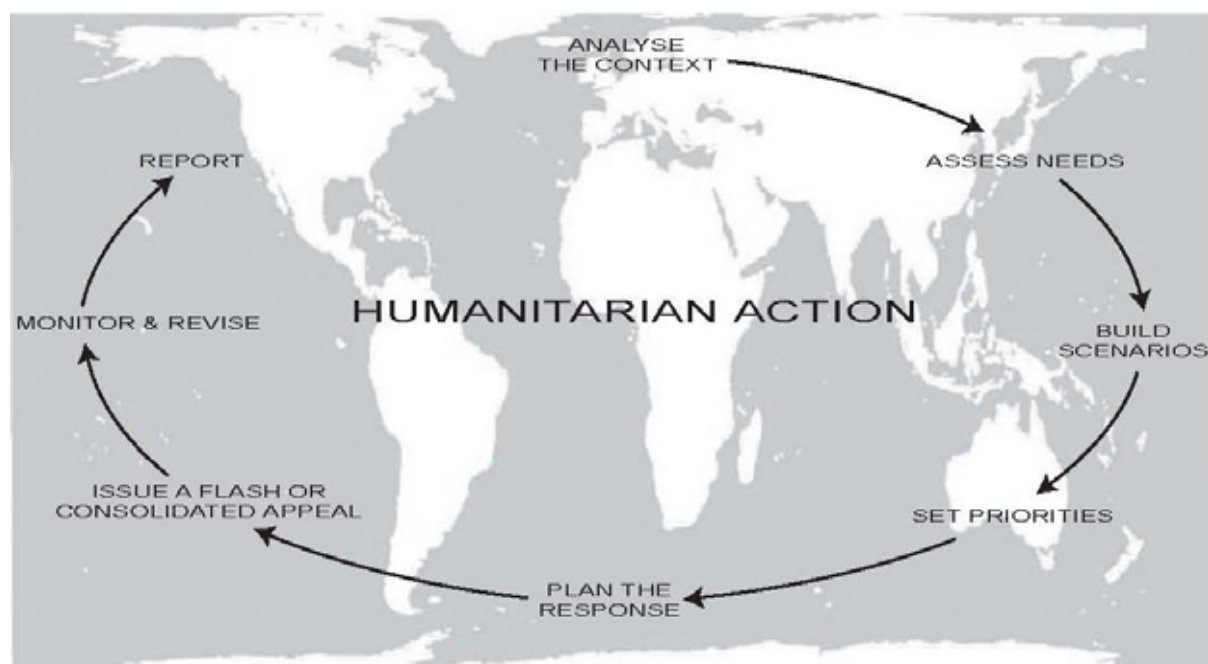 ANALYSE
THE CONTEXT
ASSESS NEEDS
BUILD
SCENARIOS
SET PRIORITIES
PLAN THE
RESPONSE
ISSUE A FLASH OR
CONSOLIDATED APPEAL
MONITOR & REVISE
REPORT
HUMANITARIAN ACTION